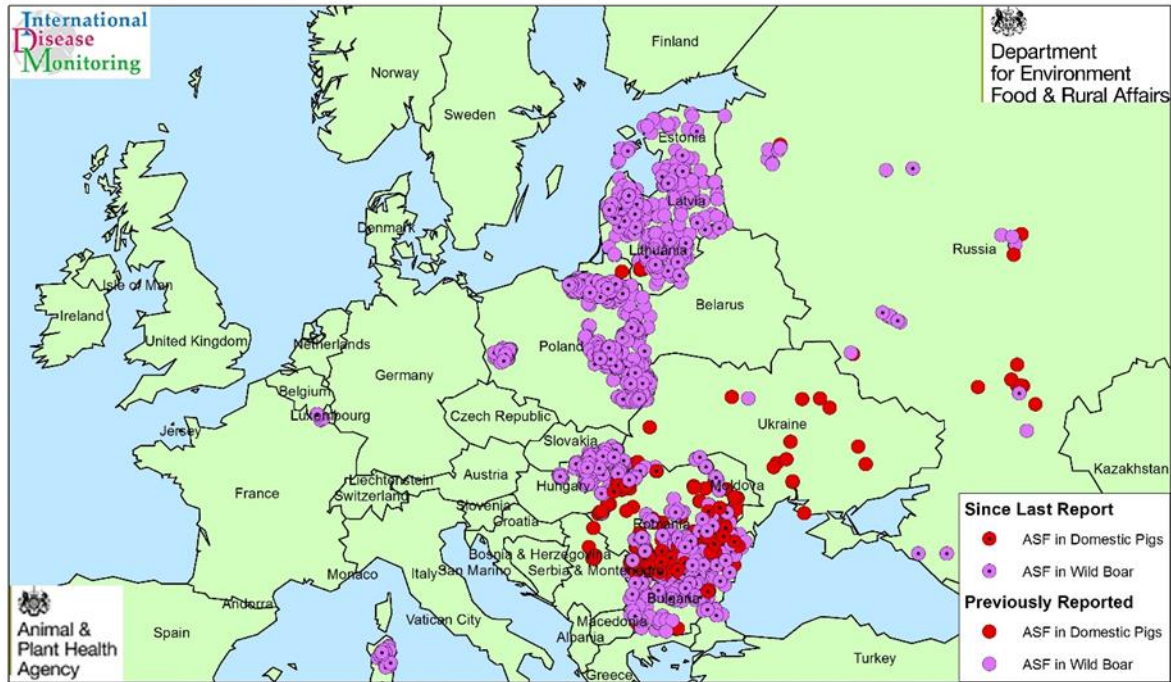 International
Disease
Monitoring
Department
for Environment
Food & Rural Affairs
Finland
Norway
Sweden
Estonia
Latvia
Denmark
Lithuania
Russia
Isle of Man
Ireland
United Kingdom
Netherlands
Belarus
Poland
Germany
Belgium
Luxembourg
Czech Republic
Jersey
Ukraine
Slovakia
Kazakhstan
Austria
Liechtenstein
Switzerland
Hungary
Moldova
France
Slovenia
Croatia
Romania
Bosnia & Herzegovina
San Marino
Serbia & Montenegro
Monaco
Italy
Bulgaria
Andorra
Vatican City
Macedonia
Albania
Spain
Turkey
Greece
Since Last Report
ASF in Domestic Pigs
ASF in Wild Boar
Previously Reported
ASF in Domestic Pigs
ASF in Wild Boar
Animal &
Plant Health
Agency